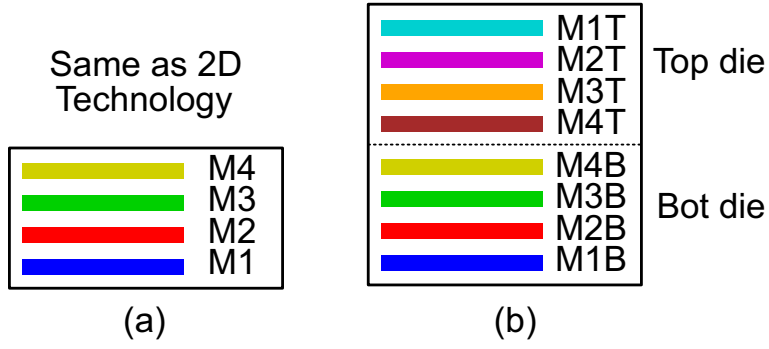 Same as 2D
Technology
M4
M3
M2
M1
(a)
M1T
M2T
M3T
M4T
Top die
M4B
M3B
M2B
M1B
Bot die
(b)